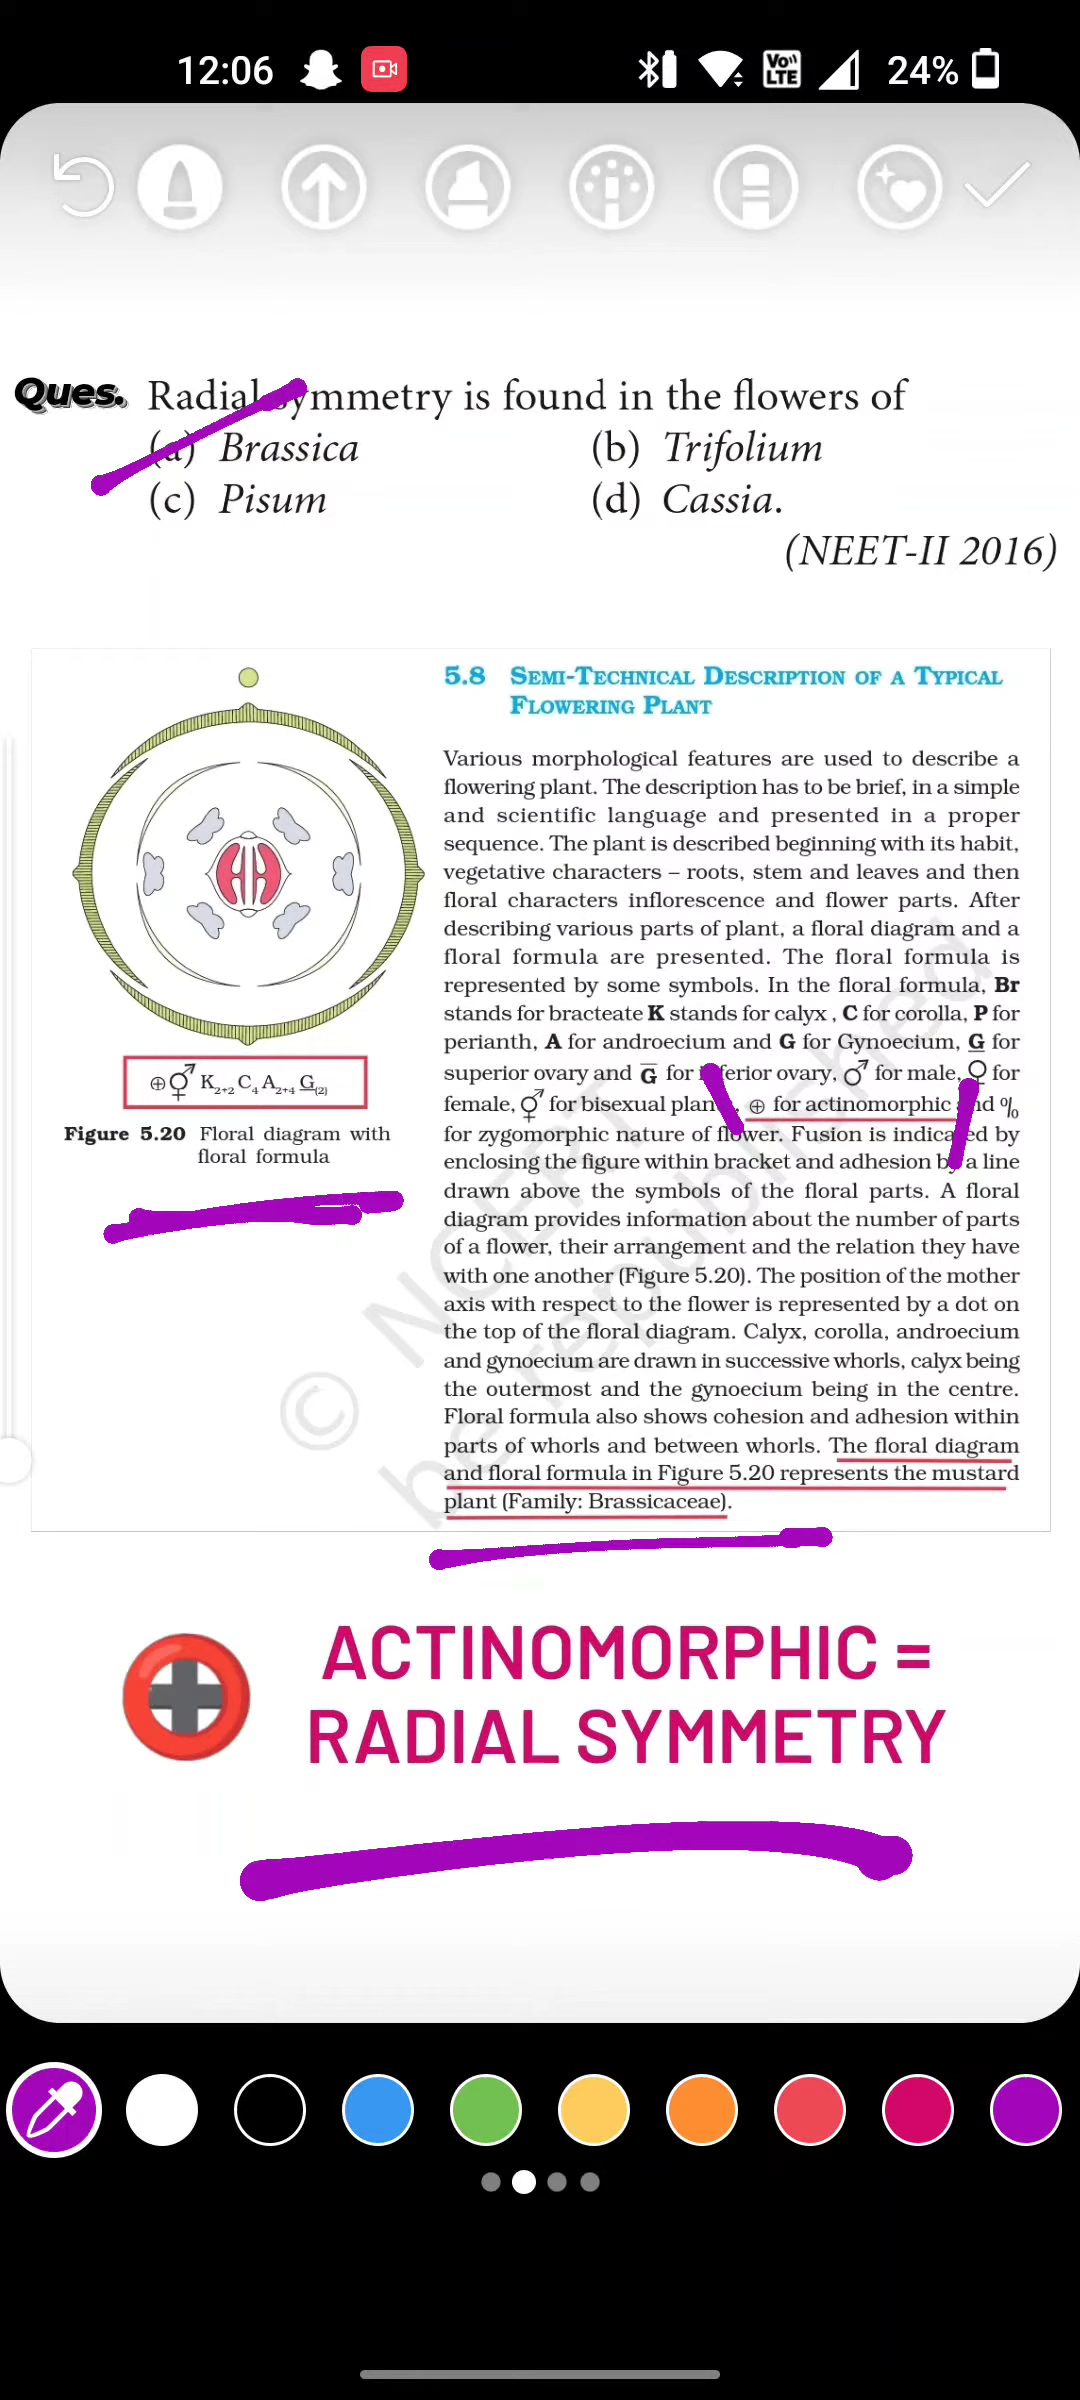 12:06
Vo))
LTE
24%
Ques. Radial symmetry is found in the flowers of
(a) Brassica
(b) Trifolium
(c) Pisum
(d) Cassia.
(NEET-II 2016)
5.8 SEMI-TECHNICAL DESCRIPTION OF A TYPICAL
FLOWERING PLANT
Various morphological features are used to describe a
flowering plant. The description has to be brief, in a simple
and scientific language and presented in a proper
sequence. The plant is described beginning with its habit,
vegetative characters – roots, stem and leaves and then
floral characters inflorescence and flower parts. After
describing various parts of plant, a floral diagram and a
floral formula are presented. The floral formula is
represented by some symbols. In the floral formula, Br
stands for bracteate K stands for calyx , C for corolla, P for
perianth, A for androecium and G for Gynoecium, G for
superior ovary and G̅ for inferior ovary, ♂ for male, ♀ for
female, ⚥ for bisexual plants, ⊕ for actinomorphic and %
for zygomorphic nature of flower. Fusion is indicated by
enclosing the figure within bracket and adhesion by a line
drawn above the symbols of the floral parts. A floral
diagram provides information about the number of parts
of a flower, their arrangement and the relation they have
with one another (Figure 5.20). The position of the mother
axis with respect to the flower is represented by a dot on
the top of the floral diagram. Calyx, corolla, androecium
and gynoecium are drawn in successive whorls, calyx being
the outermost and the gynoecium being in the centre.
Floral formula also shows cohesion and adhesion within
parts of whorls and between whorls. The floral diagram
and floral formula in Figure 5.20 represents the mustard
plant (Family: Brassicaceae).
⊕ ⚥ K2+2 C4 A2+4 G(2)
Figure 5.20 Floral diagram with
floral formula
© NCERT
be republished
ACTINOMORPHIC =
RADIAL SYMMETRY